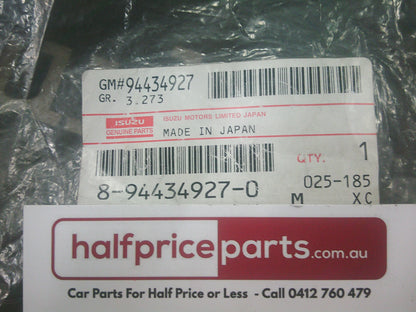 GM#94434927
GR. 3.273
ISUZU
GENUINE PARTS
ISUZU MOTORS LIMITED JAPAN
MADE IN JAPAN
QTY. 1
8-94434927-0
025-185
M XC
halfpriceparts.com.au
Car Parts For Half Price or Less - Call 0412 760 479